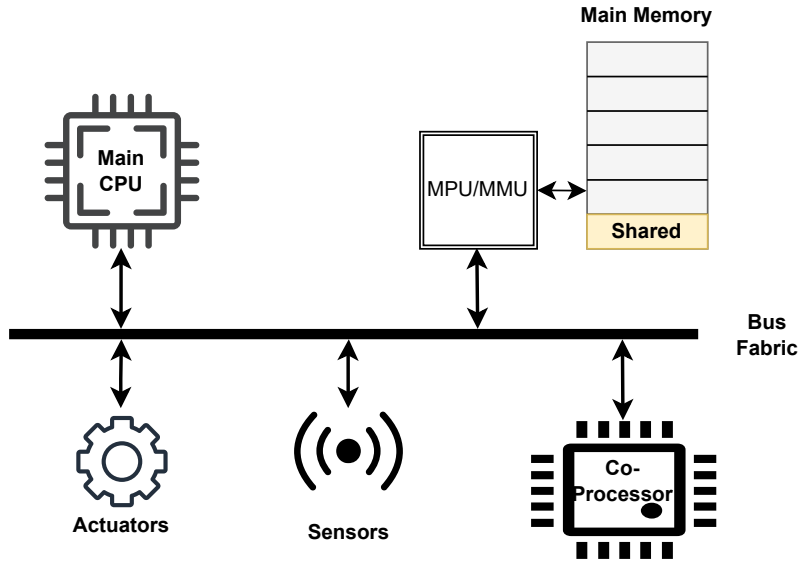 Main Memory
Main
CPU
MPU/MMU
Shared
Bus
Fabric
Actuators
Sensors
Co-
Processor